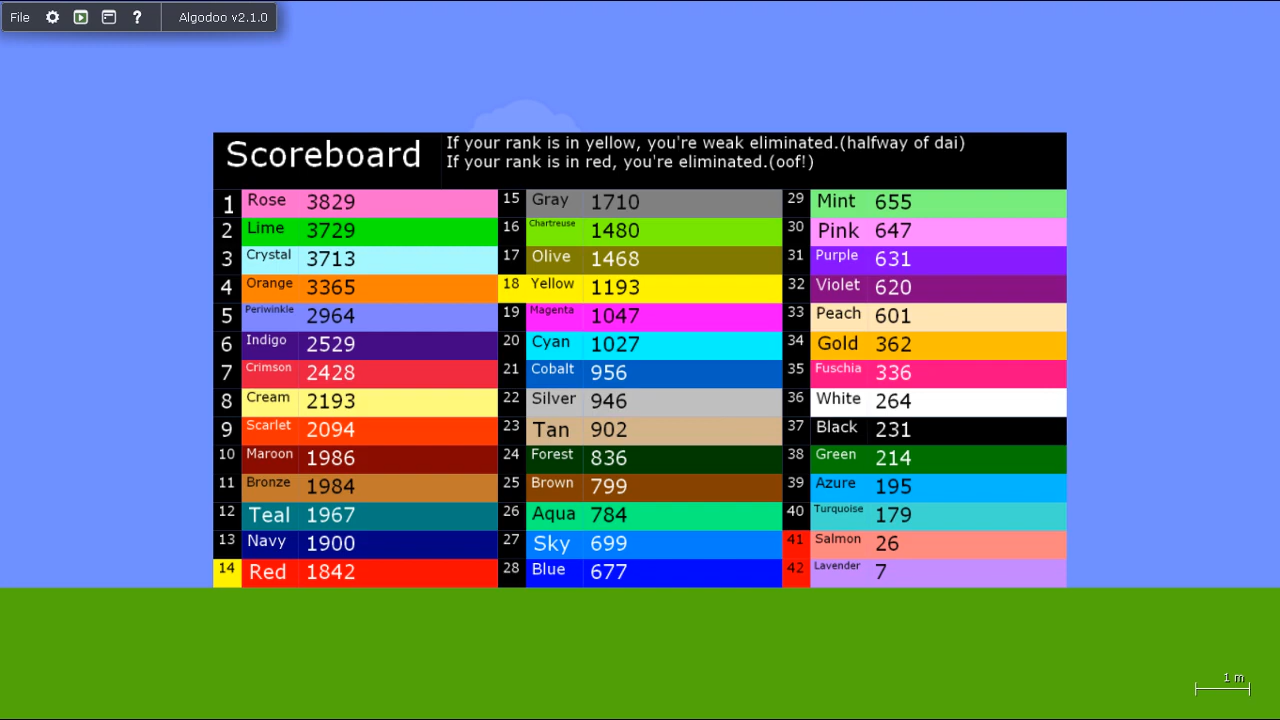 File ? Algodoo v2.1.0
Scoreboard
If your rank is in yellow, you're weak eliminated.(halfway of dai)
If your rank is in red, you're eliminated.(oof!)
1 Rose 3829
2 Lime 3729
3 Crystal 3713
4 Orange 3365
5 Periwinkle 2964
6 Indigo 2529
7 Crimson 2428
8 Cream 2193
9 Scarlet 2094
10 Maroon 1986
11 Bronze 1984
12 Teal 1967
13 Navy 1900
14 Red 1842
15 Gray 1710
16 Chartreuse 1480
17 Olive 1468
18 Yellow 1193
19 Magenta 1047
20 Cyan 1027
21 Cobalt 956
22 Silver 946
23 Tan 902
24 Forest 836
25 Brown 799
26 Aqua 784
27 Sky 699
28 Blue 677
29 Mint 655
30 Pink 647
31 Purple 631
32 Violet 620
33 Peach 601
34 Gold 362
35 Fuschia 336
36 White 264
37 Black 231
38 Green 214
39 Azure 195
40 Turquoise 179
41 Salmon 26
42 Lavender 7
1 m